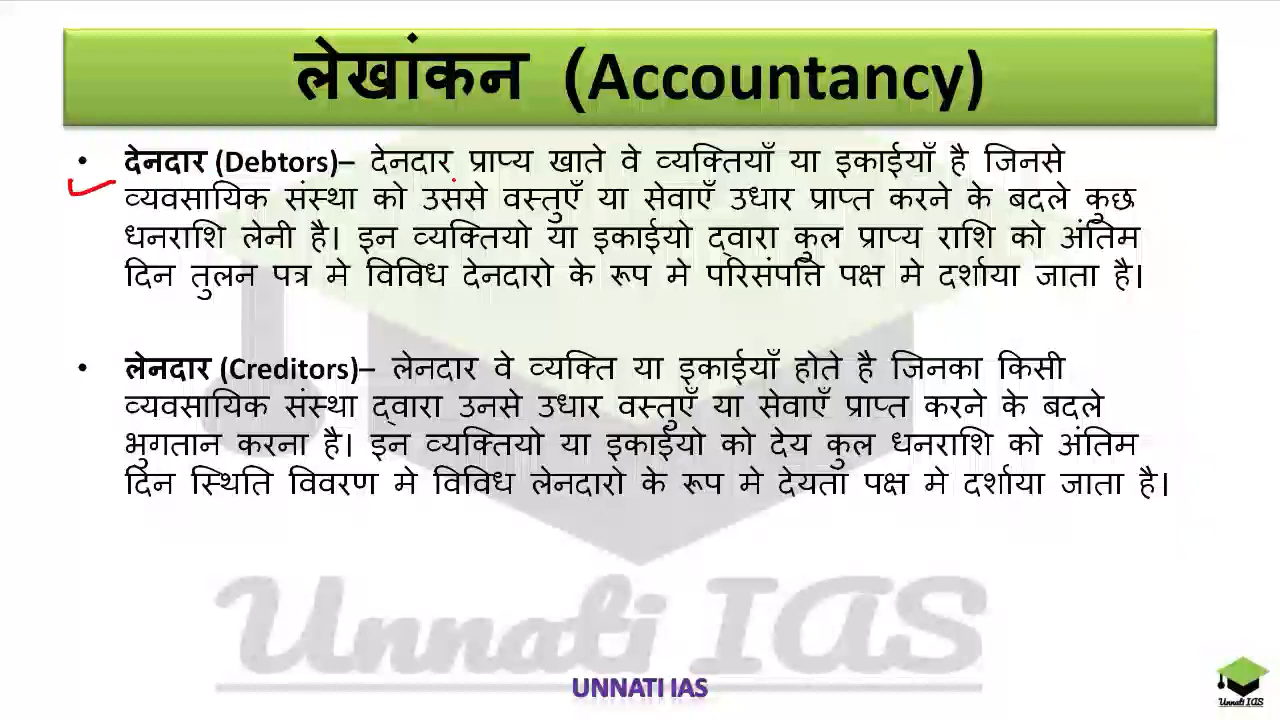 लेखांकन (Accountancy)
• देनदार (Debtors)– देनदार प्राप्य खाते वे व्यक्तियाँ या इकाईयाँ है जिनसे
व्यवसायिक संस्था को उससे वस्तुएँ या सेवाएँ उधार प्राप्त करने के बदले कुछ
धनराशि लेनी है। इन व्यक्तियो या इकाईयो द्वारा कुल प्राप्य राशि को अंतिम
दिन तुलन पत्र मे विविध देनदारो के रूप मे परिसंपत्ति पक्ष मे दर्शाया जाता है।
• लेनदार (Creditors)– लेनदार वे व्यक्ति या इकाईयाँ होते है जिनका किसी
व्यवसायिक संस्था द्वारा उनसे उधार वस्तुएँ या सेवाएँ प्राप्त करने के बदले
भुगतान करना है। इन व्यक्तियो या इकाईयो को देय कुल धनराशि को अंतिम
दिन स्थिति विवरण मे विविध लेनदारो के रूप मे देयता पक्ष मे दर्शाया जाता है।
Unnati IAS
UNNATI IAS
Unnati IAS